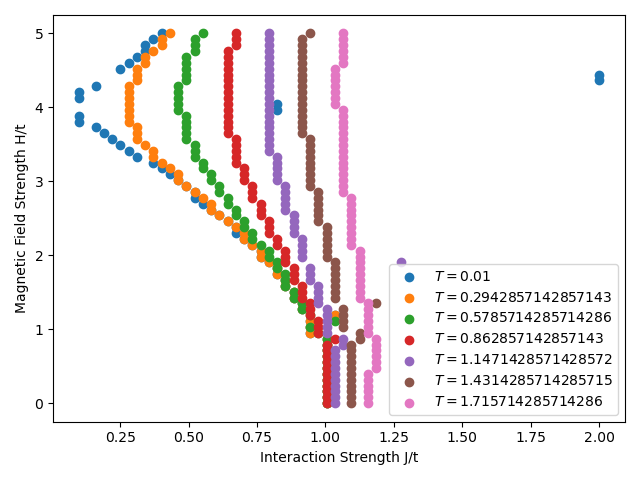 Magnetic Field Strength H/t
5
4
3
2
1
0
T = 0.01
T = 0.2942857142857143
T = 0.5785714285714286
T = 0.862857142857143
T = 1.1471428571428572
T = 1.4314285714285715
T = 1.715714285714286
0.25 0.50 0.75 1.00 1.25 1.50 1.75 2.00
Interaction Strength J/t